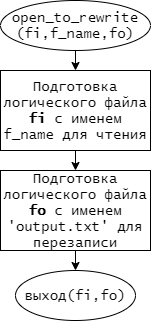 open_to_rewrite
(fi,f_name,fo)
Подготовка
логического файла
fi с именем
f_name для чтения
Подготовка
логического файла
fo с именем
'output.txt' для
перезаписи
выход(fi,fo)